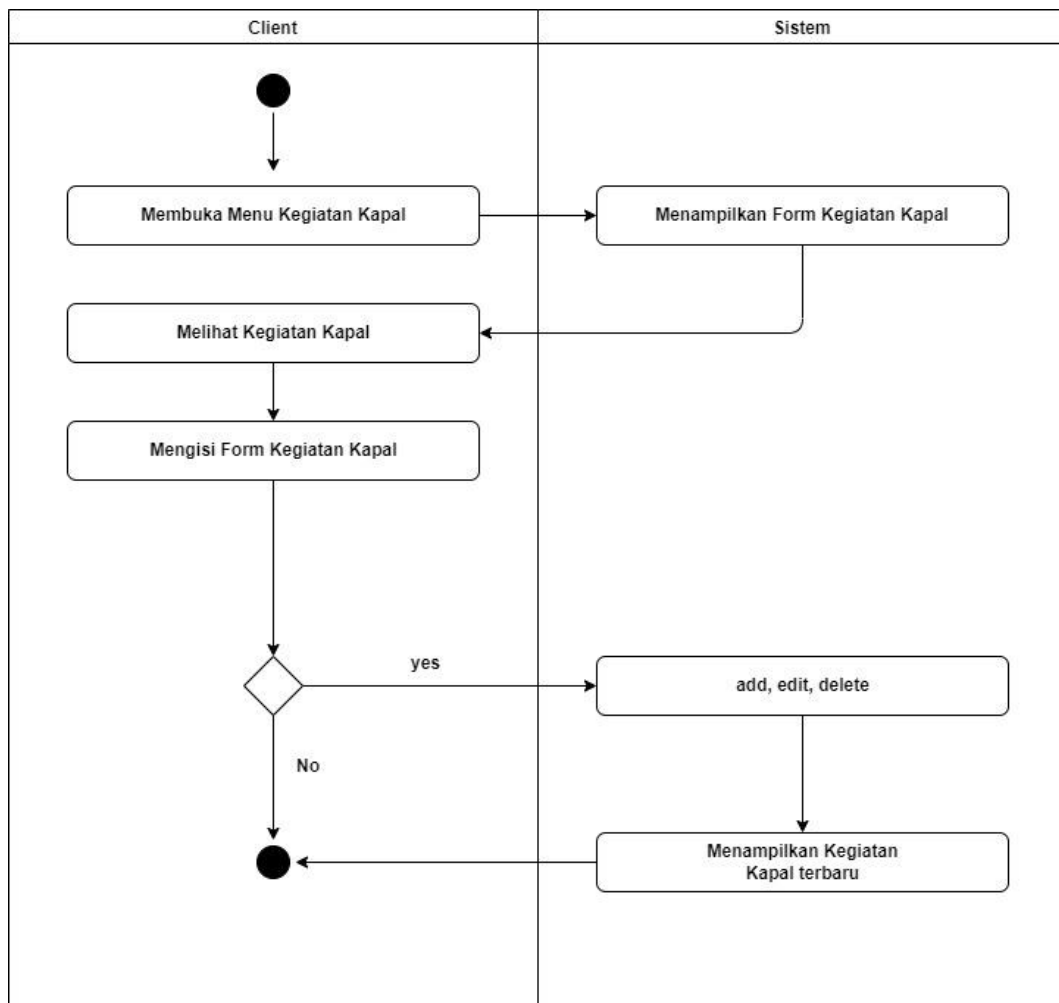 Client
Sistem
Membuka Menu Kegiatan Kapal
Menampilkan Form Kegiatan Kapal
Melihat Kegiatan Kapal
Mengisi Form Kegiatan Kapal
yes
add, edit, delete
No
Menampilkan Kegiatan
Kapal terbaru